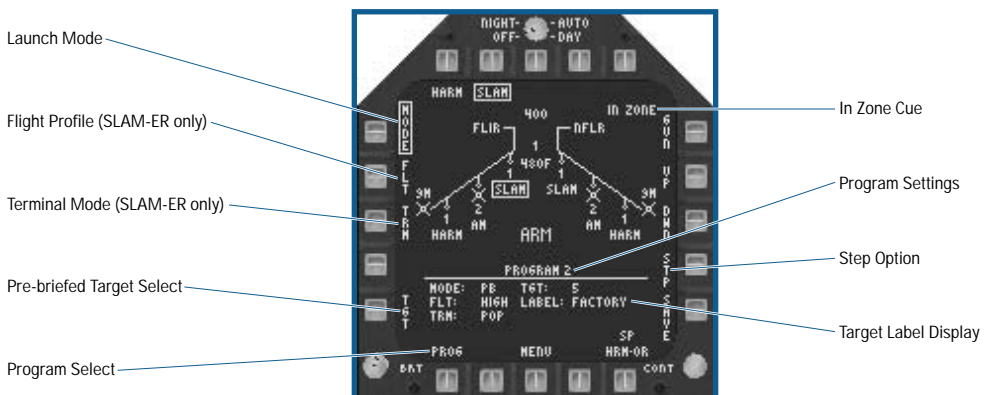 NIGHT- -AUTO
OFF- -DAY
Launch Mode
Flight Profile (SLAM-ER only)
Terminal Mode (SLAM-ER only)
Pre-briefed Target Select
Program Select
HARM SLAM
400
IN ZONE
MODE
FLT
TRM
TGT
GUN
UP
DWN
STP
SAVE
FLIR NFLR
1
480F
1 1
SLAM SLAM
9M 9M
2 2
1 AM AM 1
HARM HARM
ARM
PROGRAM 2
MODE: PB TGT: 5
FLT: HIGH LABEL: FACTORY
TRM: POP
SP
PROG MENU HRM-OR
BRT CONT
In Zone Cue
Program Settings
Step Option
Target Label Display